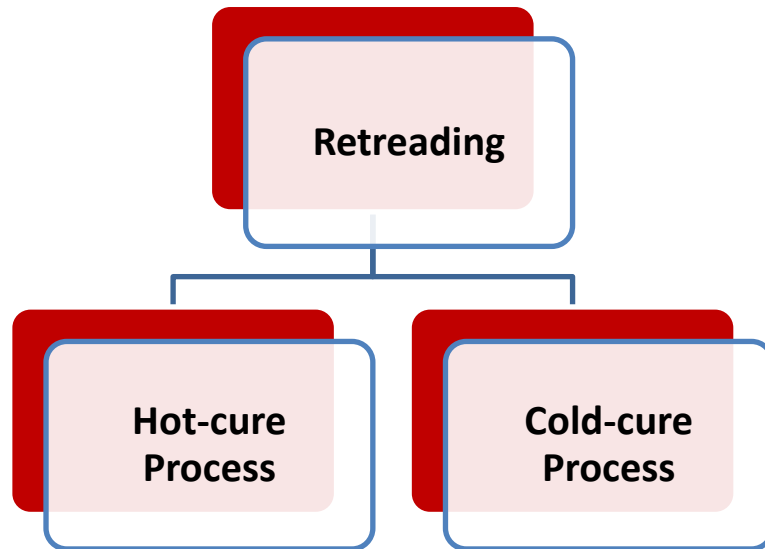 Retreading
Hot-cure
Process
Cold-cure
Process